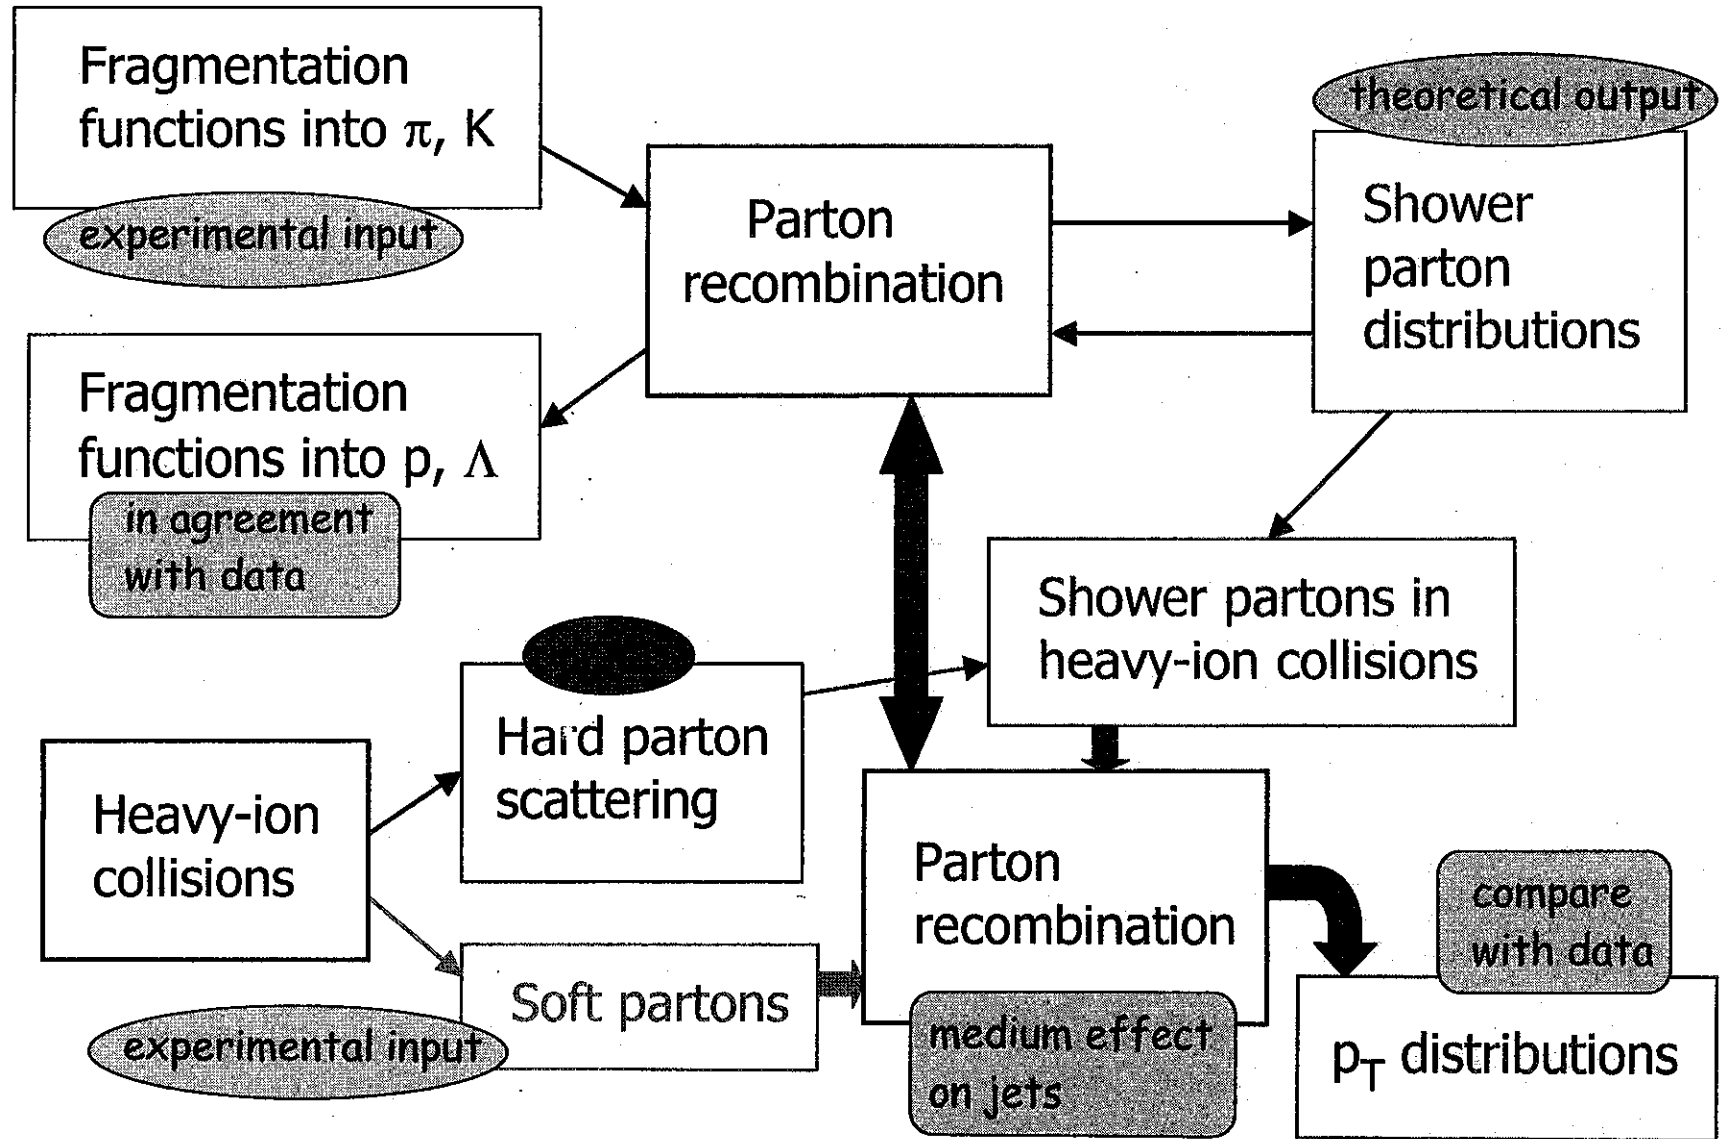 Fragmentation
functions into π, K
experimental input
theoretical output
Parton
recombination
Shower
parton
distributions
Fragmentation
functions into p, Λ
in agreement
with data
Shower partons in
heavy-ion collisions
Hard parton
scattering
Heavy-ion
collisions
Soft partons
experimental input
Parton
recombination
medium effect
on jets
compare
with data
pT distributions